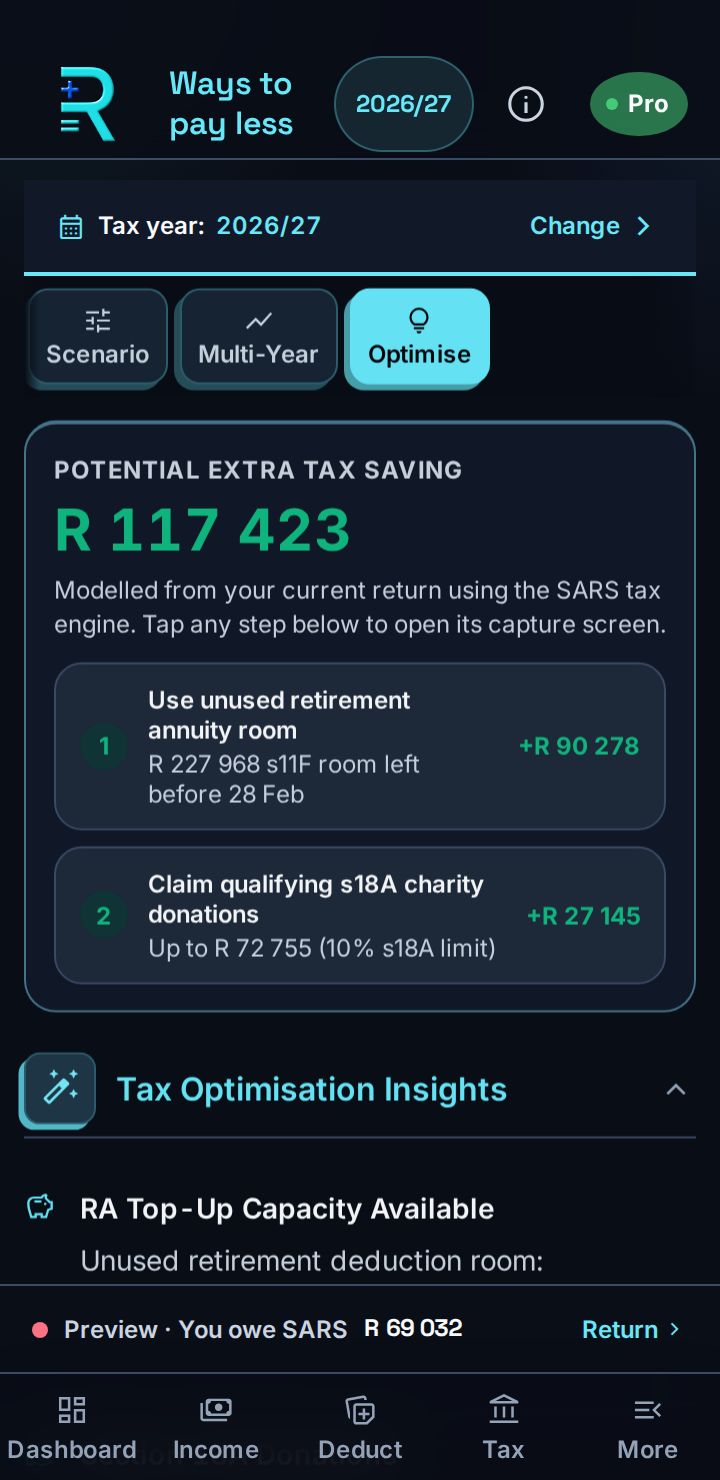 R
Ways to
pay less
2026/27
Pro
Tax year: 2026/27
Change
Scenario
Multi-Year
Optimise
POTENTIAL EXTRA TAX SAVING
R 117 423
Modelled from your current return using the SARS tax
engine. Tap any step below to open its capture screen.
1
Use unused retirement
annuity room
R 227 968 s11F room left
before 28 Feb
+R 90 278
2
Claim qualifying s18A charity
donations
Up to R 72 755 (10% s18A limit)
+R 27 145
Tax Optimisation Insights
RA Top-Up Capacity Available
Unused retirement deduction room:
Preview · You owe SARS R 69 032
Return
Dashboard
Income
Deduct
Tax
More